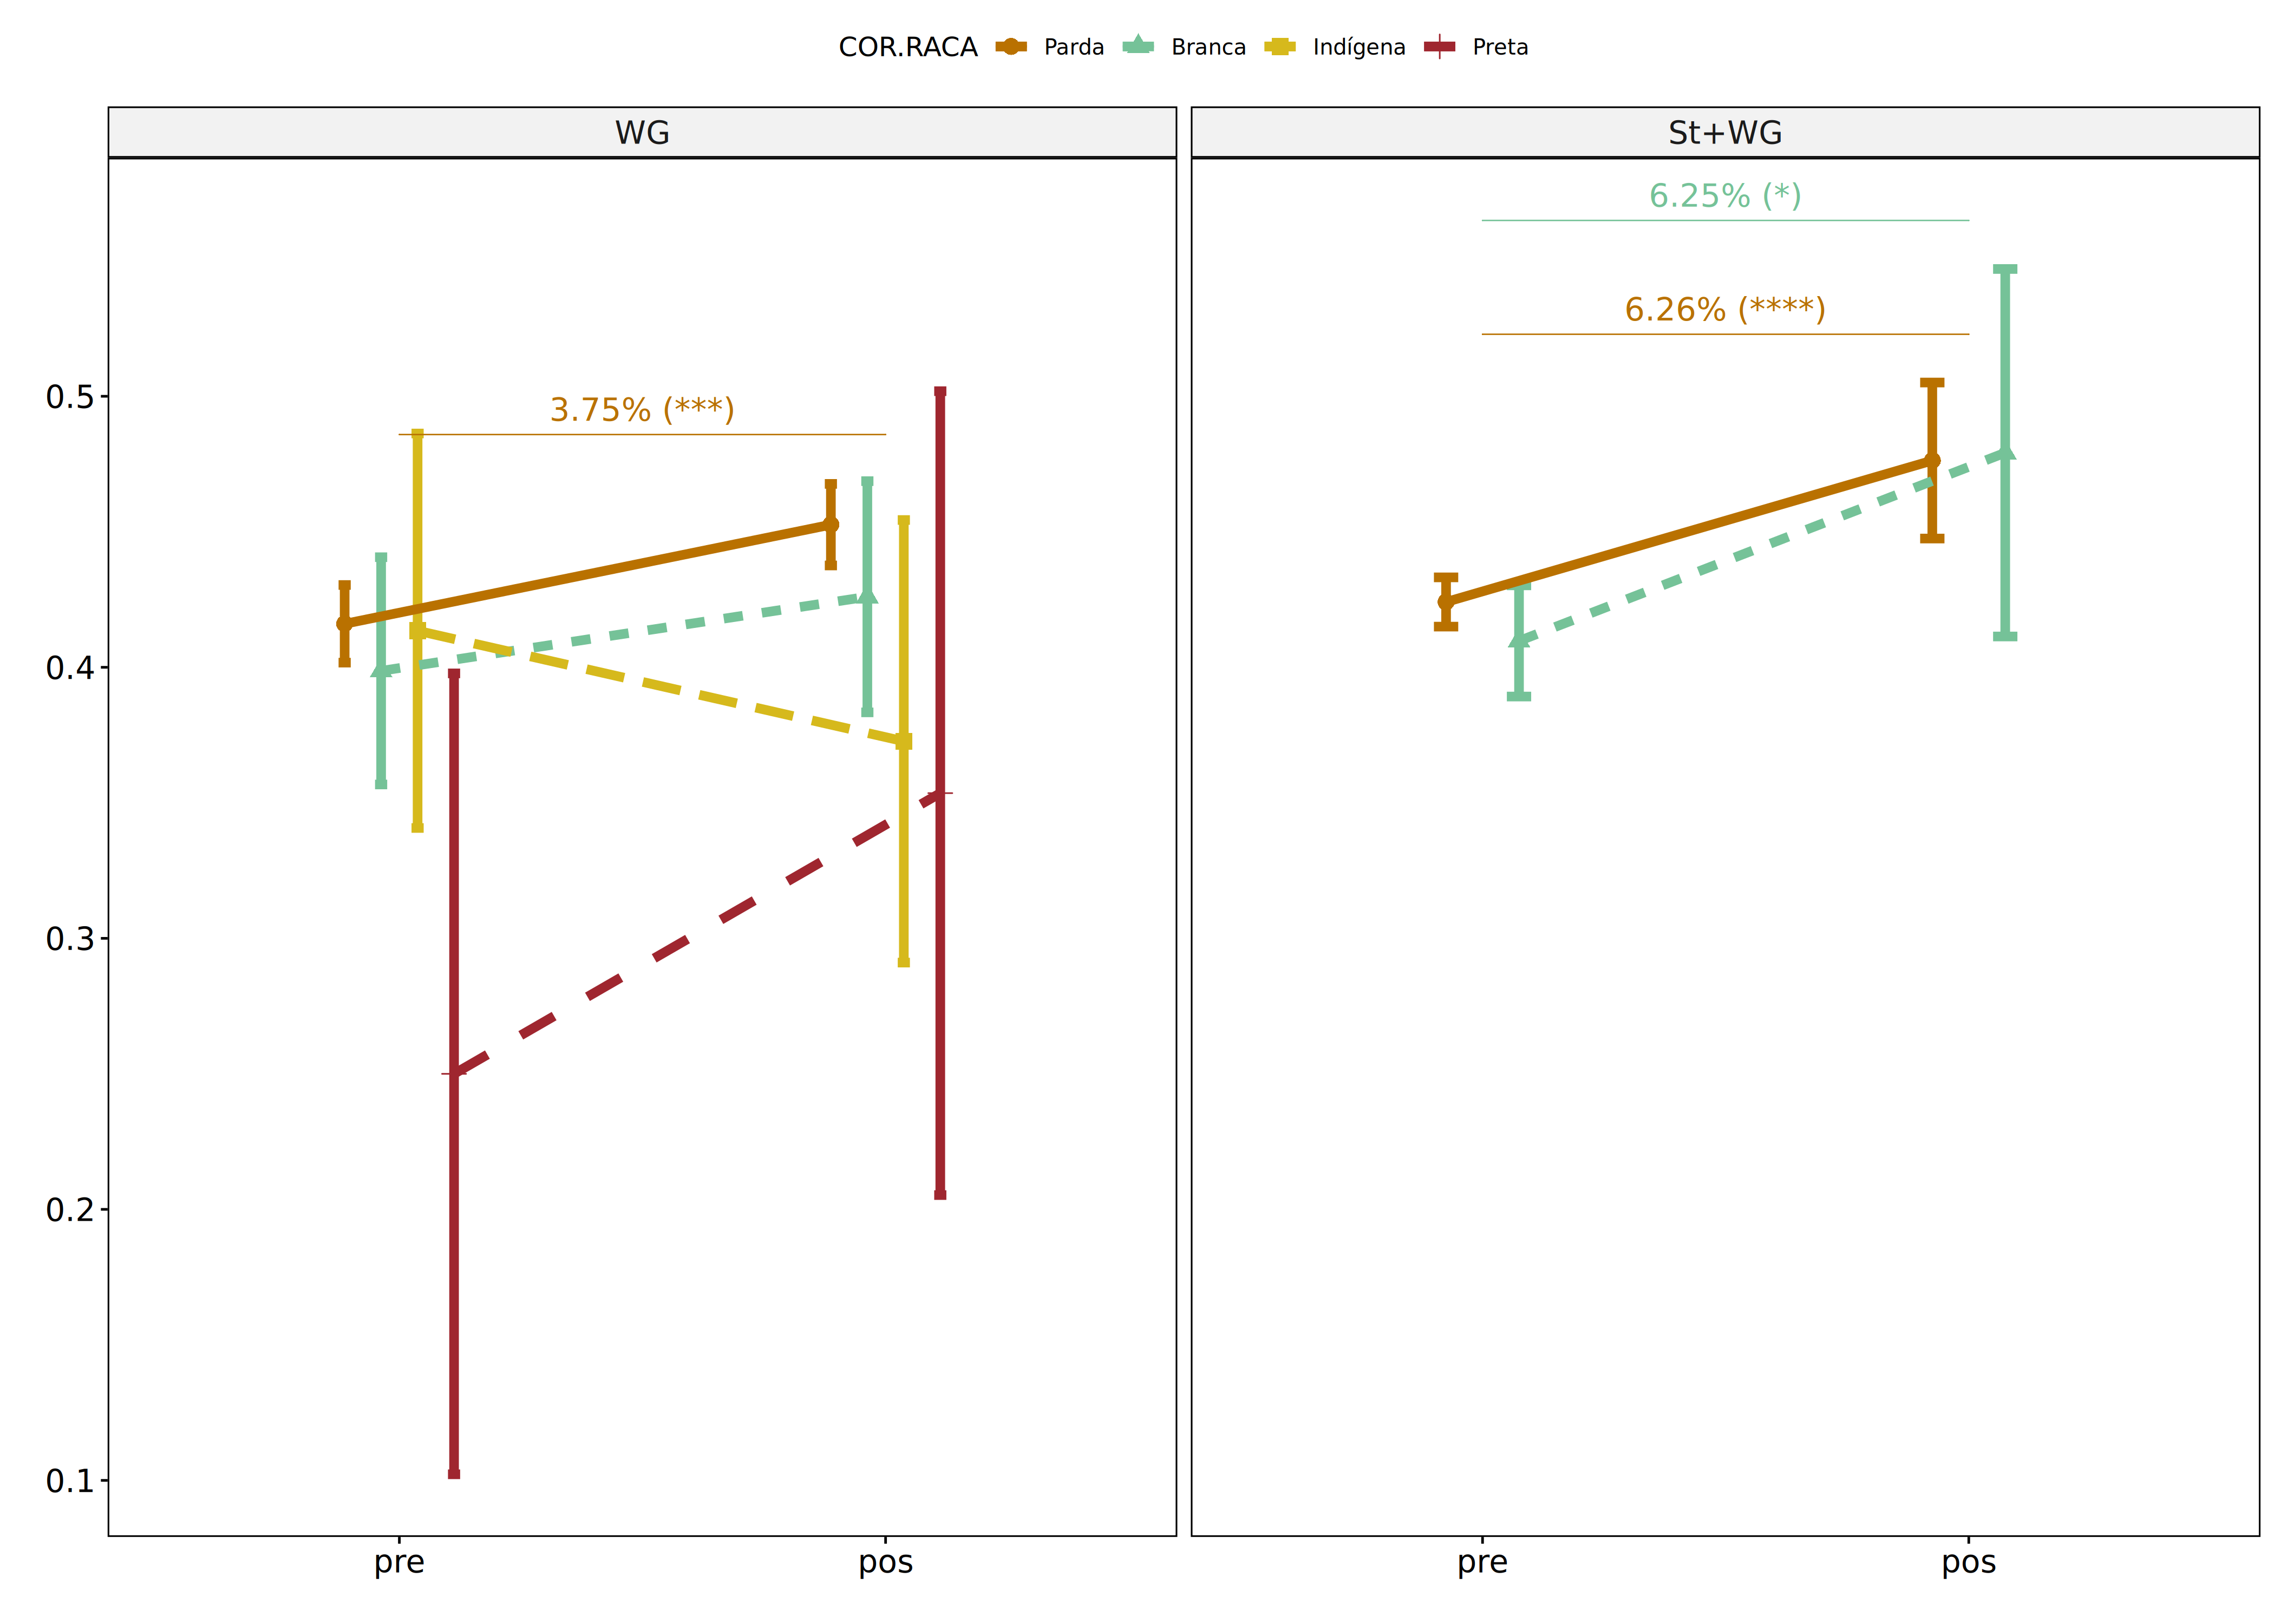 COR.RACA Parda Branca Indígena Preta
WG
St+WG
6.25% (*)
6.26% (****)
3.75% (***)
0.5
0.4
0.3
0.2
0.1
pre pos
pre pos